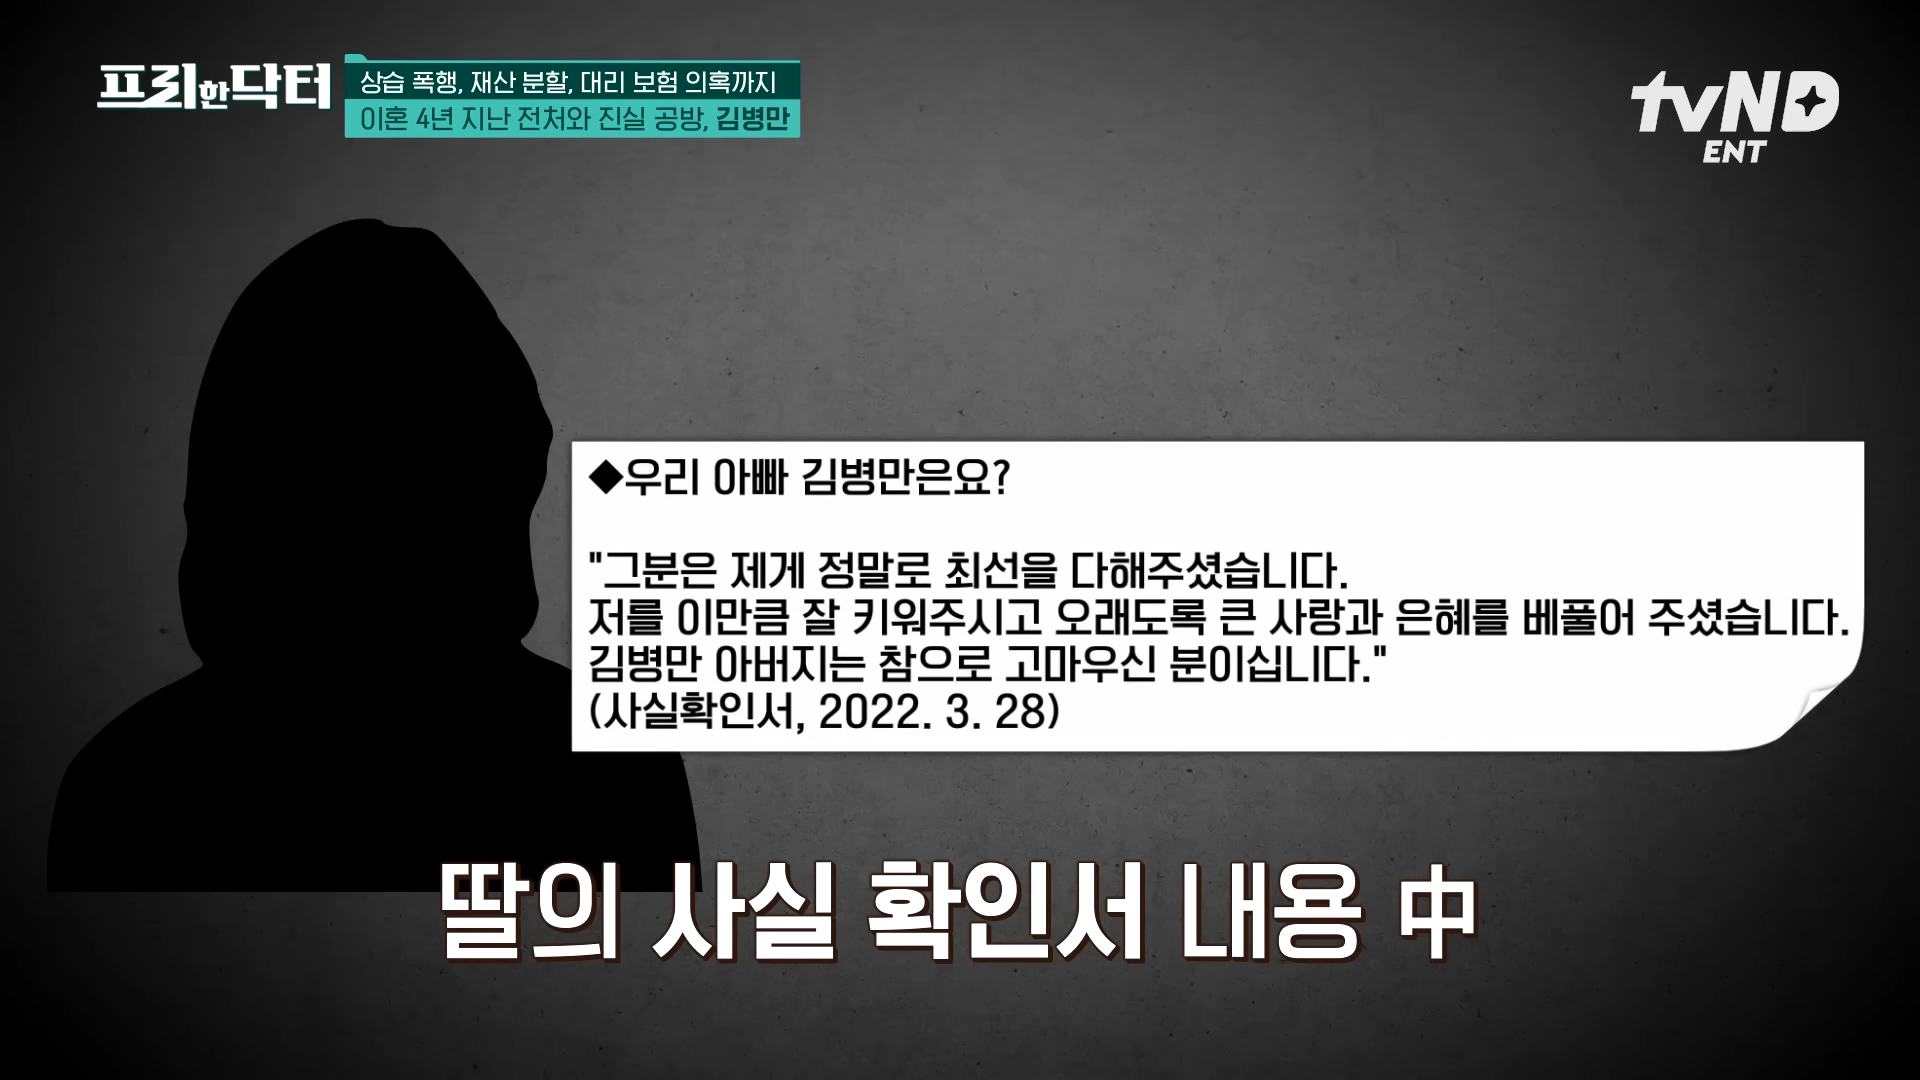 프리한닥터
상습 폭행, 재산 분할, 대리 보험 의혹까지
이혼 4년 지난 전처와 진실 공방, 김병만
tvND
ENT
◆우리 아빠 김병만은요?
"그분은 제게 정말로 최선을 다해주셨습니다.
저를 이만큼 잘 키워주시고 오래도록 큰 사랑과 은혜를 베풀어 주셨습니다.
김병만 아버지는 참으로 고마우신 분이십니다."
(사실확인서, 2022. 3. 28)
딸의 사실 확인서 내용 中